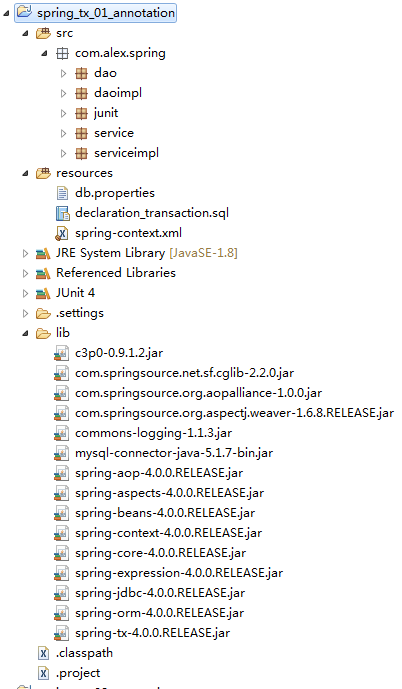 spring_tx_01_annotation
src
com.alex.spring
dao
daoimpl
junit
service
serviceimpl
resources
db.properties
declaration_transaction.sql
spring-context.xml
JRE System Library [JavaSE-1.8]
Referenced Libraries
JUnit 4
.settings
lib
c3p0-0.9.1.2.jar
com.springsource.net.sf.cglib-2.2.0.jar
com.springsource.org.aopalliance-1.0.0.jar
com.springsource.org.aspectj.weaver-1.6.8.RELEASE.jar
commons-logging-1.1.3.jar
mysql-connector-java-5.1.7-bin.jar
spring-aop-4.0.0.RELEASE.jar
spring-aspects-4.0.0.RELEASE.jar
spring-beans-4.0.0.RELEASE.jar
spring-context-4.0.0.RELEASE.jar
spring-core-4.0.0.RELEASE.jar
spring-expression-4.0.0.RELEASE.jar
spring-jdbc-4.0.0.RELEASE.jar
spring-orm-4.0.0.RELEASE.jar
spring-tx-4.0.0.RELEASE.jar
.classpath
.project